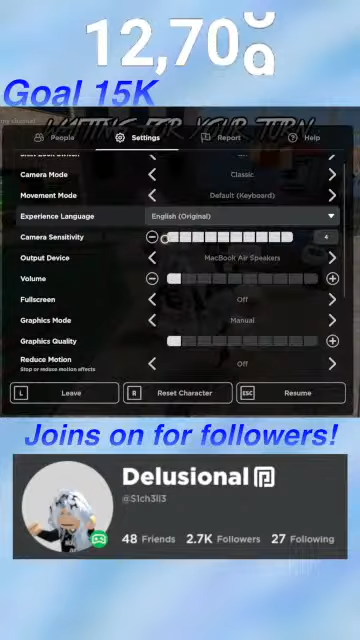 12,70
Goal 15K
WAITING FOR YOUR TURN
People
Settings
Report
Help
Camera Mode
Classic
Movement Mode
Default (Keyboard)
Experience Language
English (Original)
Camera Sensitivity
4
Output Device
MacBook Air Speakers
Volume
Fullscreen
Off
Graphics Mode
Manual
Graphics Quality
Reduce Motion
Off
Stop or reduce motion effects
L Leave
R Reset Character
ESC Resume
Joins on for followers!
Delusional
@S1ch3ll3
48 Friends 2.7K Followers 27 Following